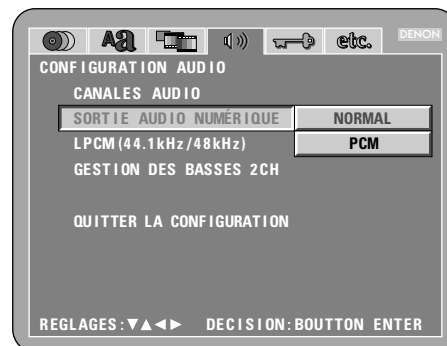 Aa etc. DENON
CONFIGURATION AUDIO
CANALES AUDIO
SORTIE AUDIO NUMÉRIQUE NORMAL
LPCM (44.1kHz/48kHz) PCM
GESTION DES BASSES 2CH
QUITTER LA CONFIGURATION
REGLAGES:▼▲◄► DECISION:BOUTTON ENTER